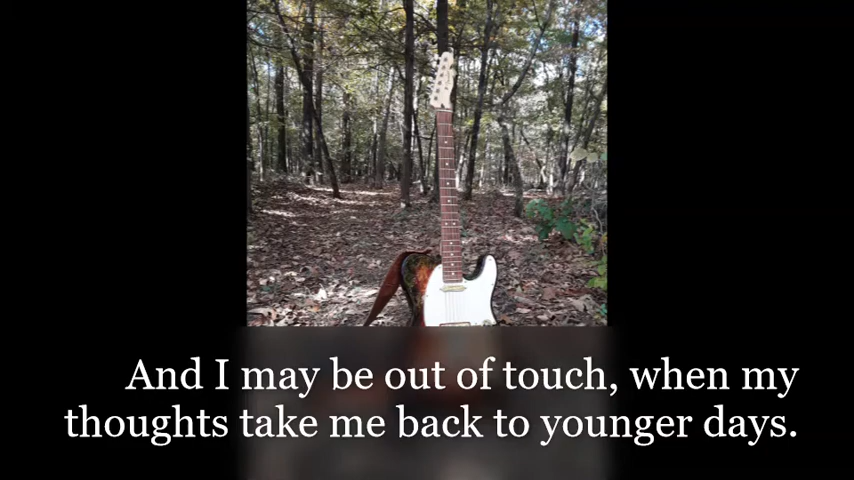 And I may be out of touch, when my
thoughts take me back to younger days.